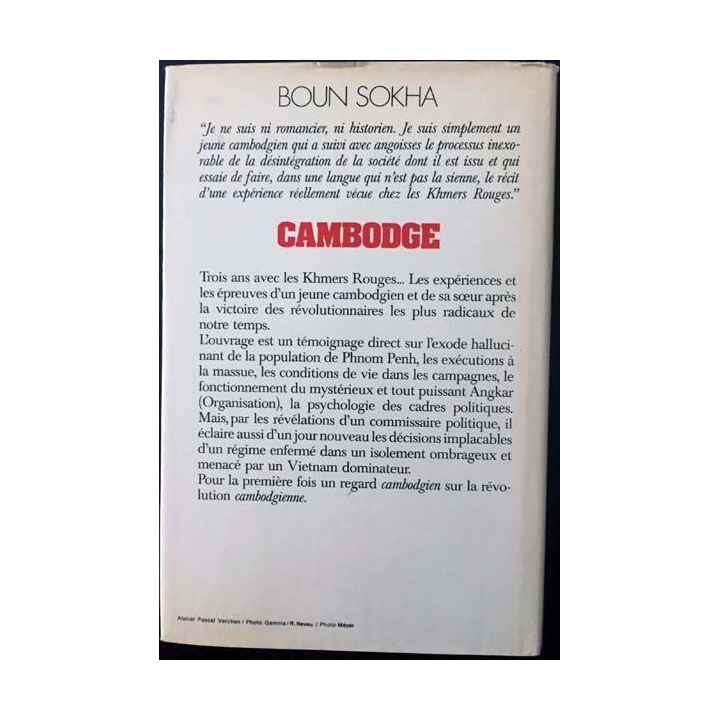 BOUN SOKHA
“Je ne suis ni romancier, ni historien. Je suis simplement un
jeune cambodgien qui a suivi avec angoisses le processus inexo-
rable de la désintégration de la société dont il est issu et qui
essaie de faire, dans une langue qui n’est pas la sienne, le récit
d’une expérience réellement vécue chez les Khmers Rouges.”
CAMBODGE
Trois ans avec les Khmers Rouges... Les expériences et
les épreuves d’un jeune cambodgien et de sa sœur après
la victoire des révolutionnaires les plus radicaux de
notre temps.
L’ouvrage est un témoignage direct sur l’exode halluci-
nant de la population de Phnom Penh, les exécutions à
la massue, les conditions de vie dans les campagnes, le
fonctionnement du mystérieux et tout puissant Angkar
(Organisation), la psychologie des cadres politiques.
Mais, par les révélations d’un commissaire politique, il
éclaire aussi d’un jour nouveau les décisions implacables
d’un régime enfermé dans un isolement ombrageux et
menacé par un Vietnam dominateur.
Pour la première fois un regard cambodgien sur la révo-
lution cambodgienne.
Atelier Pascal Vercken / Photo Gamma / R. Neveu / Photo Meyer